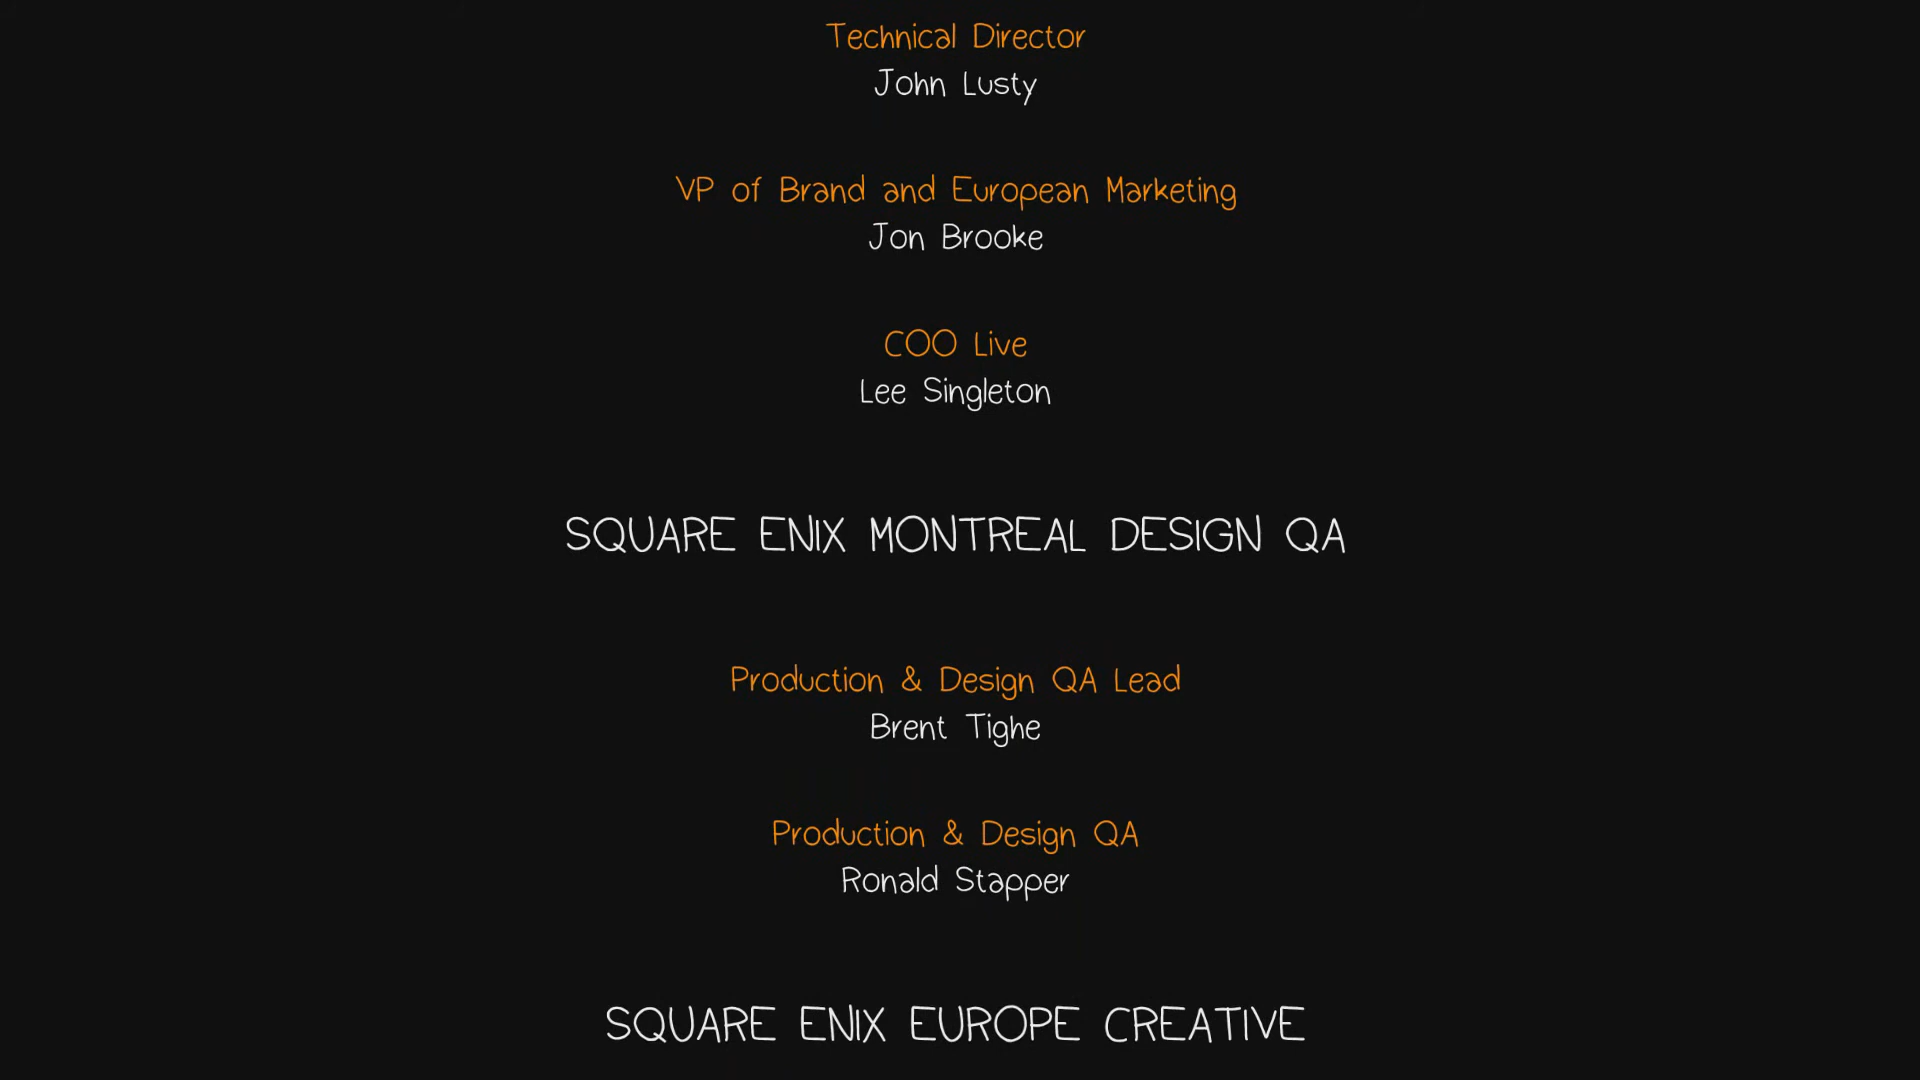 Technical Director
John Lusty
VP of Brand and European Marketing
Jon Brooke
COO Live
Lee Singleton
SQUARE ENIX MONTREAL DESIGN QA
Production & Design QA Lead
Brent Tighe
Production & Design QA
Ronald Stapper
SQUARE ENIX EUROPE CREATIVE